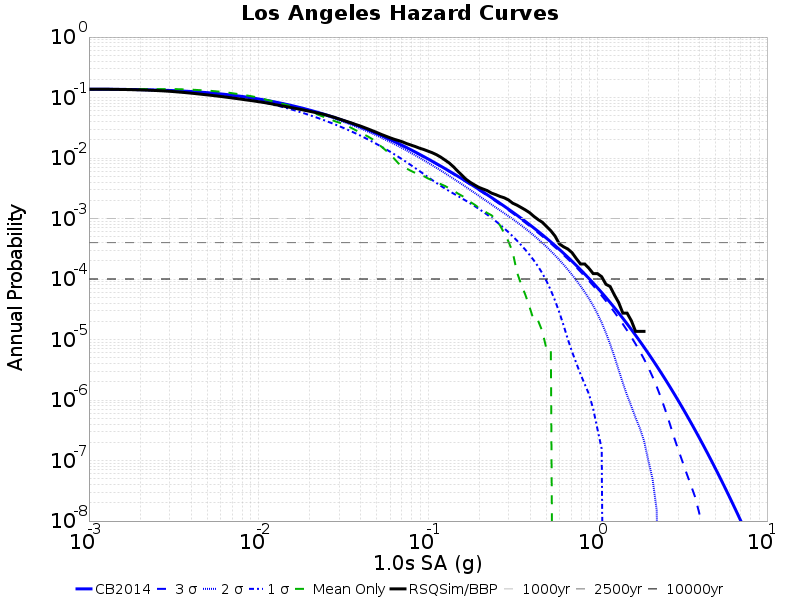 Los Angeles Hazard Curves
10^0
10^-1
10^-2
10^-3
10^-4
10^-5
10^-6
10^-7
10^-8
Annual Probability
10^-3 10^-2 10^-1 10^0 10^1
1.0s SA (g)
CB2014 3 σ 2 σ 1 σ Mean Only RSQSim/BBP 1000yr 2500yr 10000yr